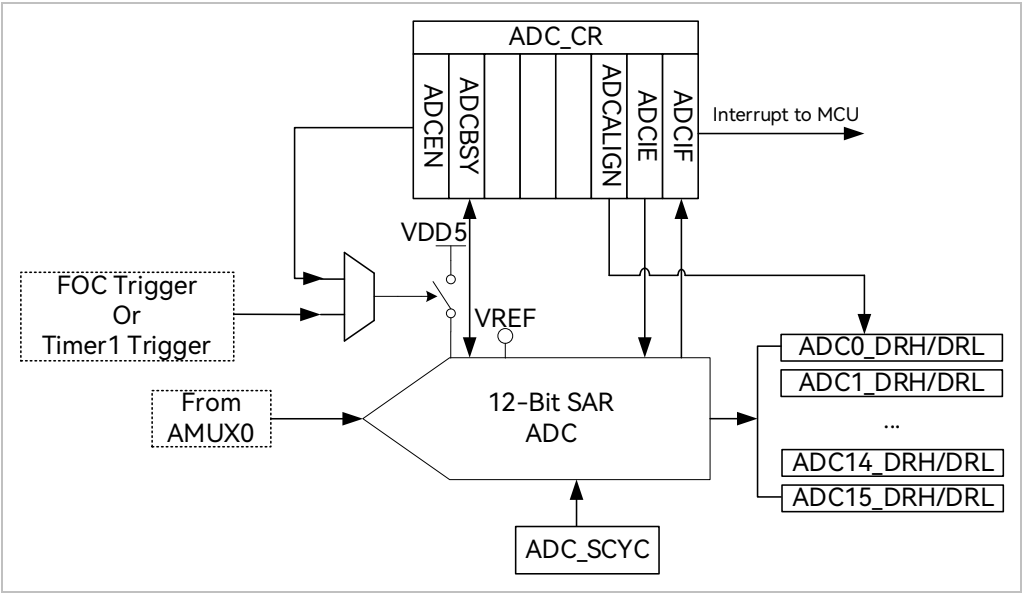 ADC_CR
ADCEN
ADCBSY
ADCALIGN
ADCIE
ADCIF
Interrupt to MCU
VDD5
FOC Trigger
Or
Timer1 Trigger
VREF
From
AMUX0
12-Bit SAR
ADC
ADC0_DRH/DRL
ADC1_DRH/DRL
...
ADC14_DRH/DRL
ADC15_DRH/DRL
ADC_SCYC